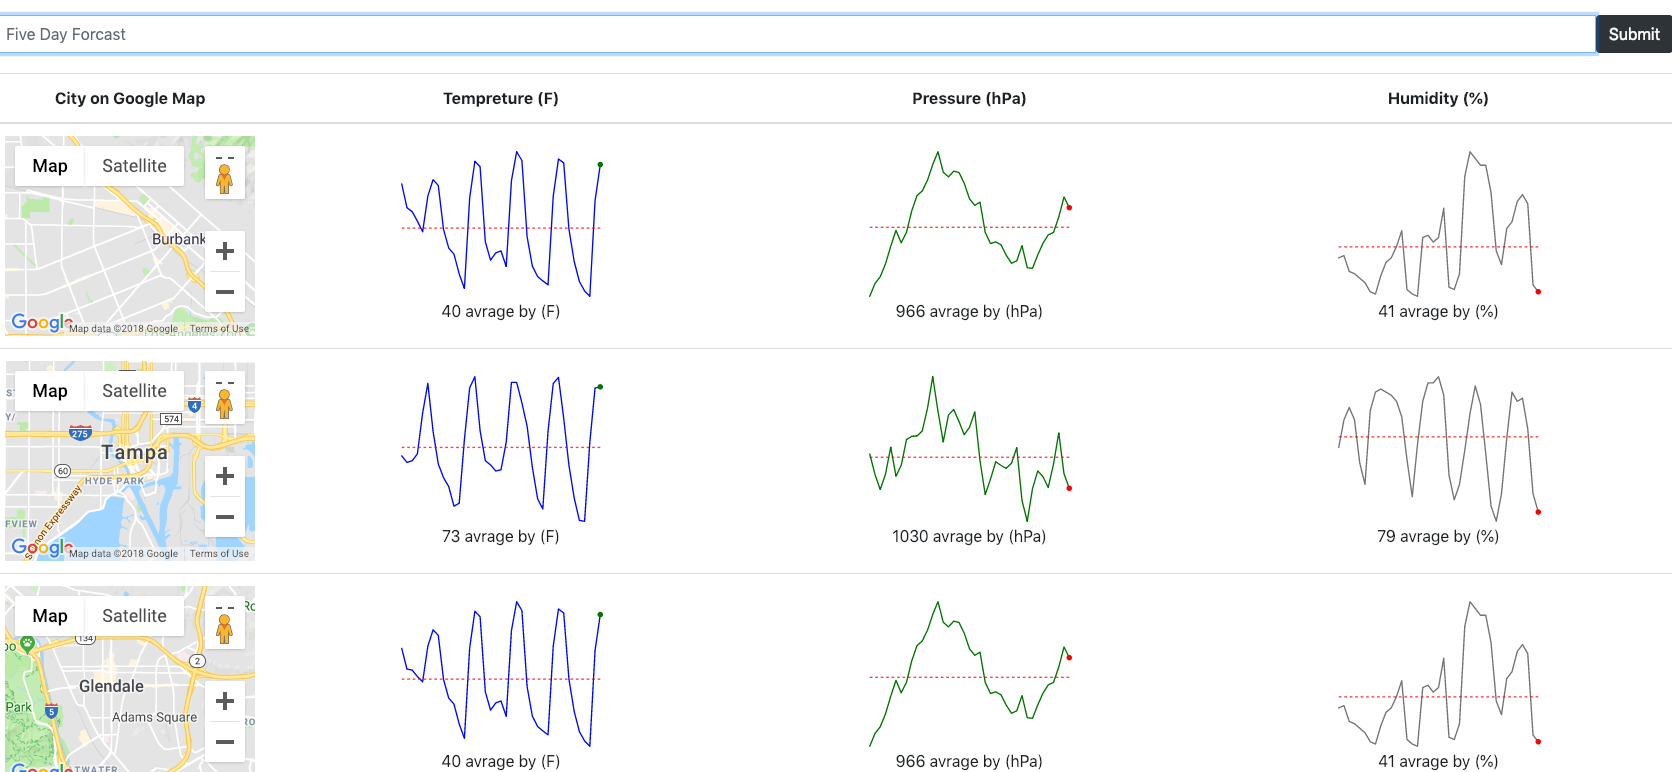 Five Day Forcast
Submit
City on Google Map
Tempreture (F)
Pressure (hPa)
Humidity (%)
Map
Satellite
Burbank
Google
Map data ©2018 Google
Terms of Use
40 avrage by (F)
966 avrage by (hPa)
41 avrage by (%)
Map
Satellite
4
574
275
Tampa
60
HYDE PARK
Expressway
Google
Map data ©2018 Google
Terms of Use
73 avrage by (F)
1030 avrage by (hPa)
79 avrage by (%)
Map
Satellite
134
2
Glendale
Park
5
Adams Square
Google
40 avrage by (F)
966 avrage by (hPa)
41 avrage by (%)